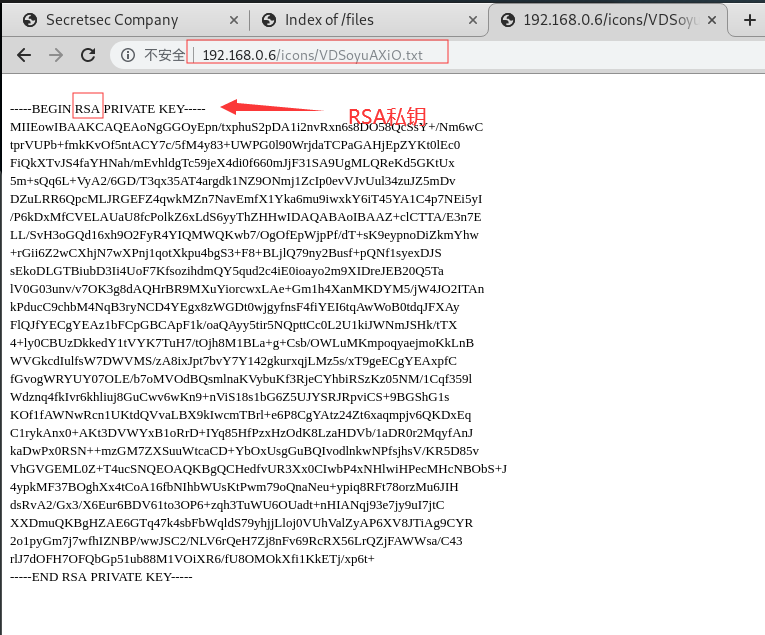 Secretsec Company
Index of /files
192.168.0.6/icons/VDSoyu
不安全
192.168.0.6/icons/VDSoyuAXiO.txt
-----BEGIN RSA PRIVATE KEY-----
RSA私钥
MIIEowIBAAKCAQEAoNgGGOyEpn/txphuS2pDA1i2nvRxn6s8DO58QcSsY+/Nm6wC
tprVUPb+fmkKvOf5ntACY7c/5fM4y83+UWPG0l90WrjdaTCPaGAHjEpZYKt0lEc0
FiQkXTvJS4faYHNah/mEvhldgTc59jeX4di0f660mJjF31SA9UgMLQReKd5GKtUx
5m+sQq6L+VyA2/6GD/T3qx35AT4argdk1NZ9ONmj1ZcIp0evVJvUul34zuJZ5mDv
DZuLRR6QpcMLJRGEFZ4qwkMZn7NavEmfX1Yka6mu9iwxkY6iT45YA1C4p7NEi5yI
/P6kDxMfCVELAUaU8fcPolkZ6xLdS6yyThZHHwIDAQABAoIBAAZ+clCTTA/E3n7E
LL/SvH3oGQd16xh9O2FyR4YIQMWQKwb7/OgOfEpWjpPf/dT+sK9eypnoDiZkmYhw
+rGii6Z2wCXhjN7wXPnj1qotXkpu4bgS3+F8+BLjlQ79ny2Busf+pQNf1syexDJS
sEkoDLGTBiubD3Ii4UoF7KfsozihdmQY5qud2c4iE0ioayo2m9XIDreJEB20Q5Ta
lV0G03unv/v7OK3g8dAQHrBR9MXuYiorcwxLAe+Gm1h4XanMKDYM5/jW4JO2ITAn
kPducC9chbM4NqB3ryNCD4YEgx8zWGDt0wjgyfnsF4fiYEI6tqAwWoB0tdqJFXAy
FlQJfYECgYEAz1bFCpGBCApF1k/oaQAyy5tir5NQpttCc0L2U1kiJWNmJSHk/tTX
4+ly0CBUzDkkedY1tVYK7TuH7/tOjh8M1BLa+g+Csb/OWLuMKmpoqyaejmoKkLnB
WVGkcdIulfsW7DWVMS/zA8ixJpt7bvY7Y142gkurxqjLMz5s/xT9geECgYEAxpfC
fGvogWRYUY07OLE/b7oMVOdBQsmlnaKVybuKf3RjeCYhbiRSzKz05NM/1Cqf359l
Wdznq4fkIvr6khliuj8GuCwv6wKn9+nViS18s1bG6Z5UJYSRJRpviCS+9BGShG1s
KOf1fAWNwRcn1UKtdQVvaLBX9kIwcmTBrl+e6P8CgYAtz24Zt6xaqmpjv6QKDxEq
C1rykAnx0+AKt3DVWYxB1oRrD+IYq85HfPzxHzOdK8LzaHDVb/1aDR0r2MqyfAnJ
kaDwPx0RSN++mzGM7ZXSuuWtcaCD+YbOxUsgGuBQIvodlnkwNPfsjhsV/KR5D85v
VhGVGEML0Z+T4ucSNQEOAQKBgQCHedfvUR3Xx0CIwbP4xNHlwiHPecMHcNBObS+J
4ypkMF37BOghXx4tCoA16fbNIhbWUsKtPwm79oQnaNeu+ypiq8RFt78orzMu6JIH
dsRvA2/Gx3/X6Eur6BDV61to3OP6+zqh3TuWU6OUadt+nHIANqj93e7jy9uI7jtC
XXDmuQKBgHZAE6GTq47k4sbFbWqldS79yhjjLloj0VUhValZyAP6XV8JTiAg9CYR
2o1pyGm7j7wfhIZNBP/wwJSC2/NLV6rQeH7Zj8nFv69RcRX56LrQZjFAWWsa/C43
rlJ7dOFH7OFQbGp51ub88M1VOiXR6/fU8OMOkXfi1KkETj/xp6t+
-----END RSA PRIVATE KEY-----